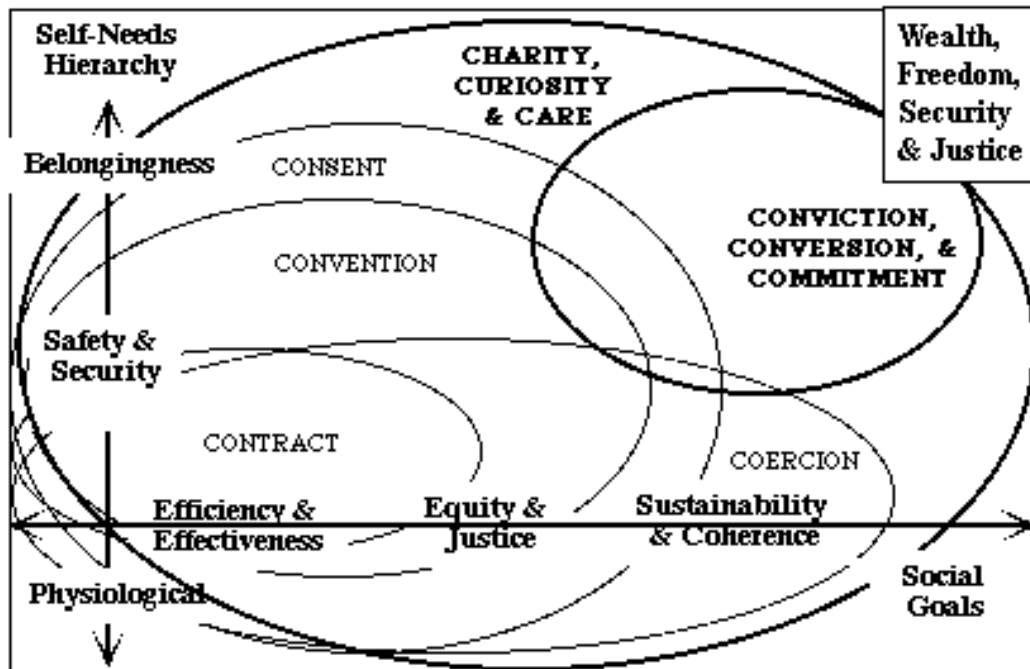 Self-Needs
Hierarchy
CHARITY,
CURIOSITY
& CARE
Wealth,
Freedom,
Security
& Justice
Belongingness
CONSENT
CONVICTION,
CONVERSION, &
COMMITMENT
CONVENTION
Safety &
Security
CONTRACT
COERCION
Efficiency &
Effectiveness
Equity &
Justice
Sustainability
& Coherence
Physiological
Social
Goals